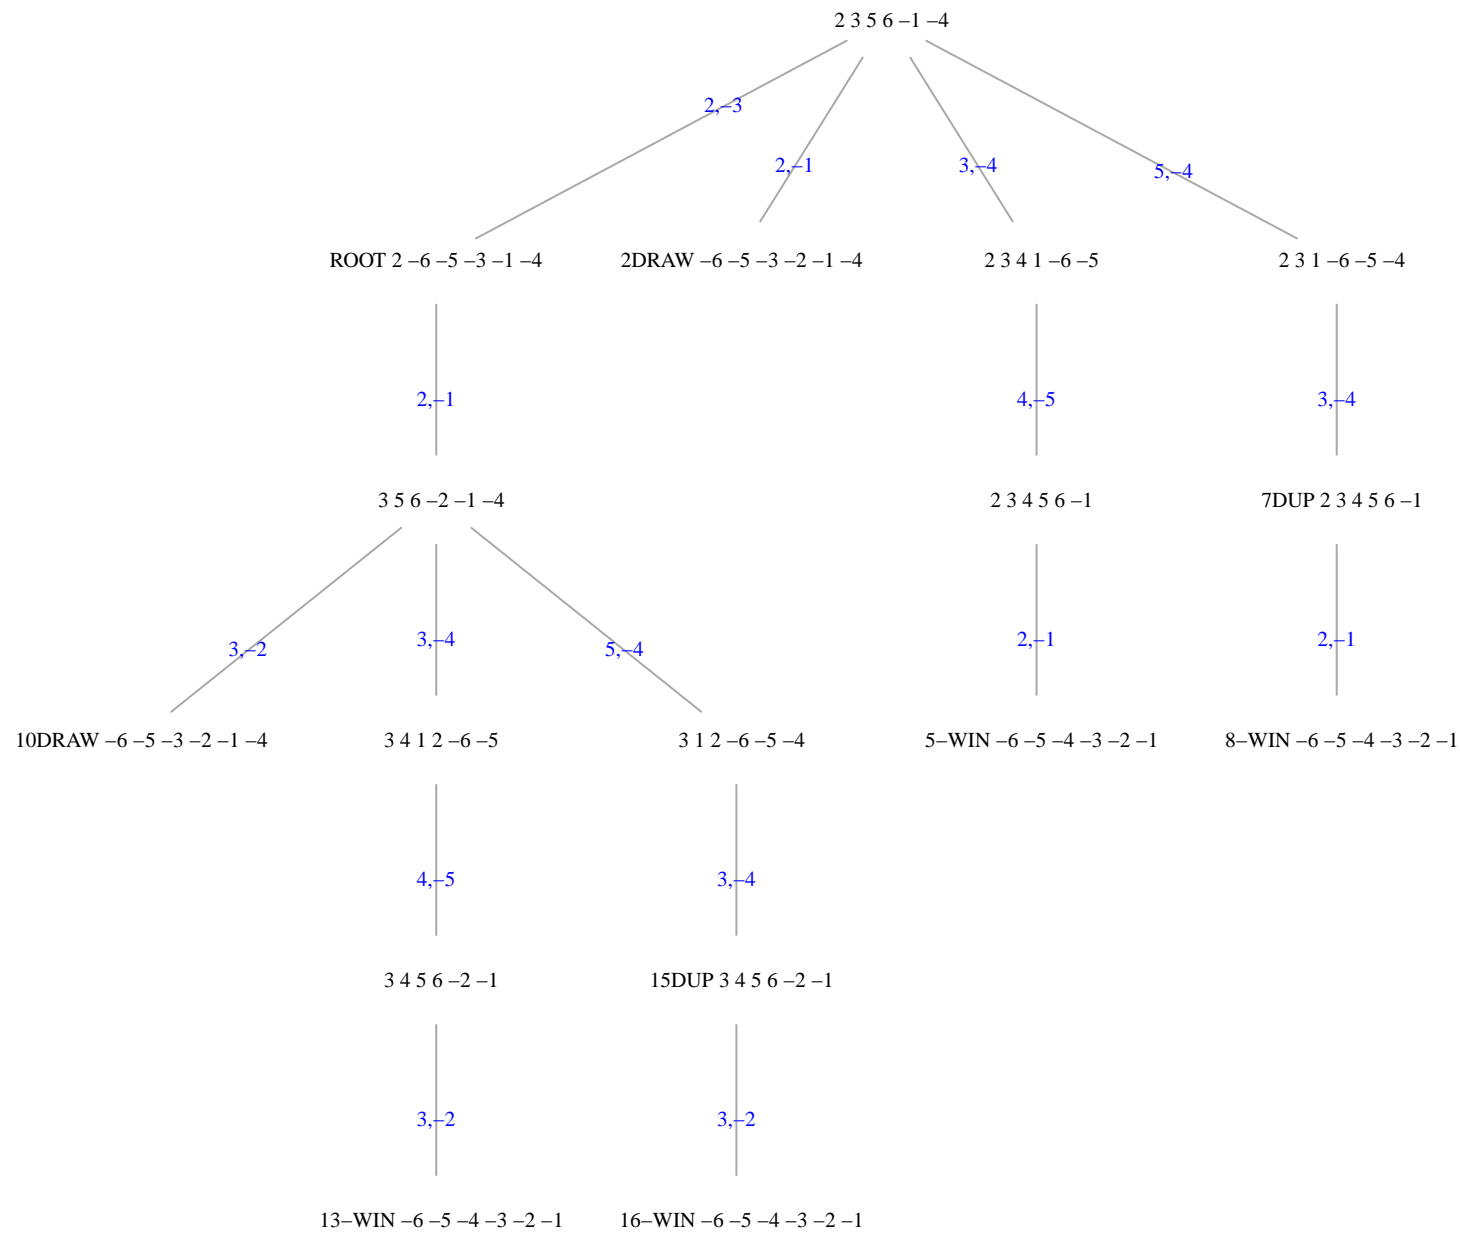 2 3 5 6 –1 –4
2,–3
2,–1
3,–4
5,–4
ROOT 2 –6 –5 –3 –1 –4
2DRAW –6 –5 –3 –2 –1 –4
2 3 4 1 –6 –5
2 3 1 –6 –5 –4
2,–1
4,–5
3,–4
3 5 6 –2 –1 –4
2 3 4 5 6 –1
7DUP 2 3 4 5 6 –1
3,–2
3,–4
5,–4
2,–1
2,–1
10DRAW –6 –5 –3 –2 –1 –4
3 4 1 2 –6 –5
3 1 2 –6 –5 –4
5–WIN –6 –5 –4 –3 –2 –1
8–WIN –6 –5 –4 –3 –2 –1
4,–5
3,–4
3 4 5 6 –2 –1
15DUP 3 4 5 6 –2 –1
3,–2
3,–2
13–WIN –6 –5 –4 –3 –2 –1
16–WIN –6 –5 –4 –3 –2 –1